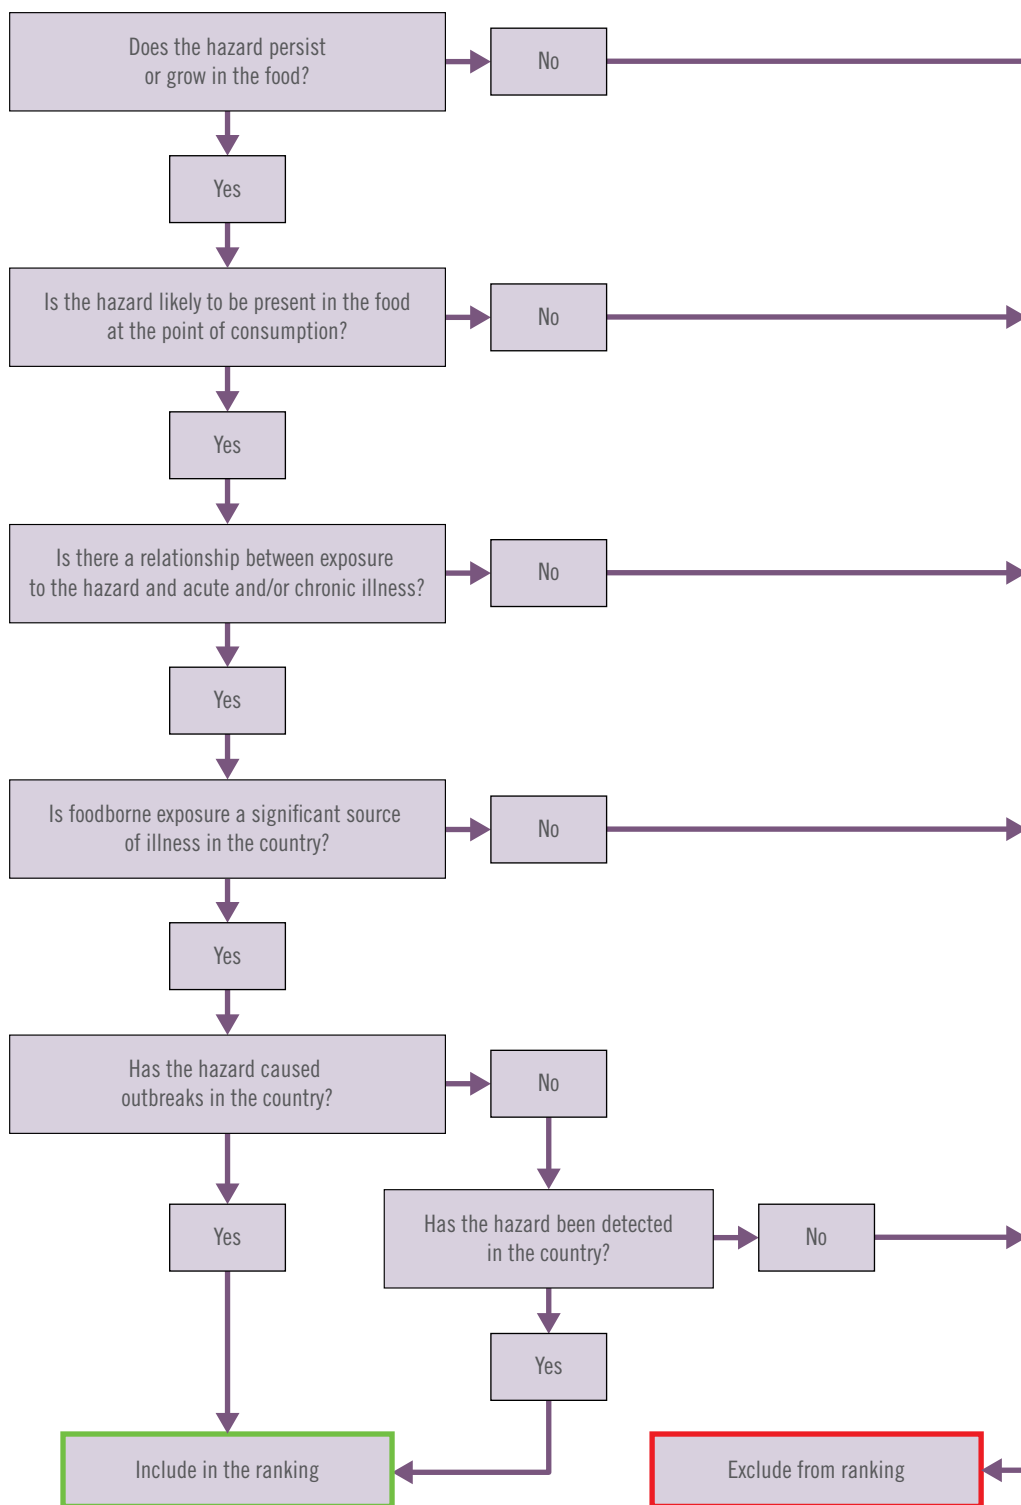 Does the hazard persist
or grow in the food?
No
Yes
Is the hazard likely to be present in the food
at the point of consumption?
No
Yes
Is there a relationship between exposure
to the hazard and acute and/or chronic illness?
No
Yes
Is foodborne exposure a significant source
of illness in the country?
No
Yes
Has the hazard caused
outbreaks in the country?
No
Yes
Has the hazard been detected
in the country?
No
Yes
Include in the ranking
Exclude from ranking